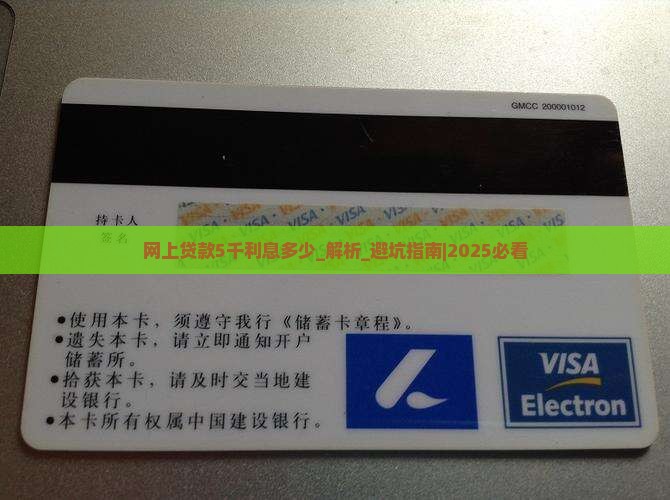 GMCC 200001012
持卡人
签名
网上贷款5千利息多少_解析_避坑指南|2025必看
●使用本卡，须遵守我行《储蓄卡章程》。
●遗失本卡，请立即通知开户
储蓄所。
●拾获本卡，请及时交当地建
设银行。
●本卡所有权属中国建设银行。
VISA
Electron